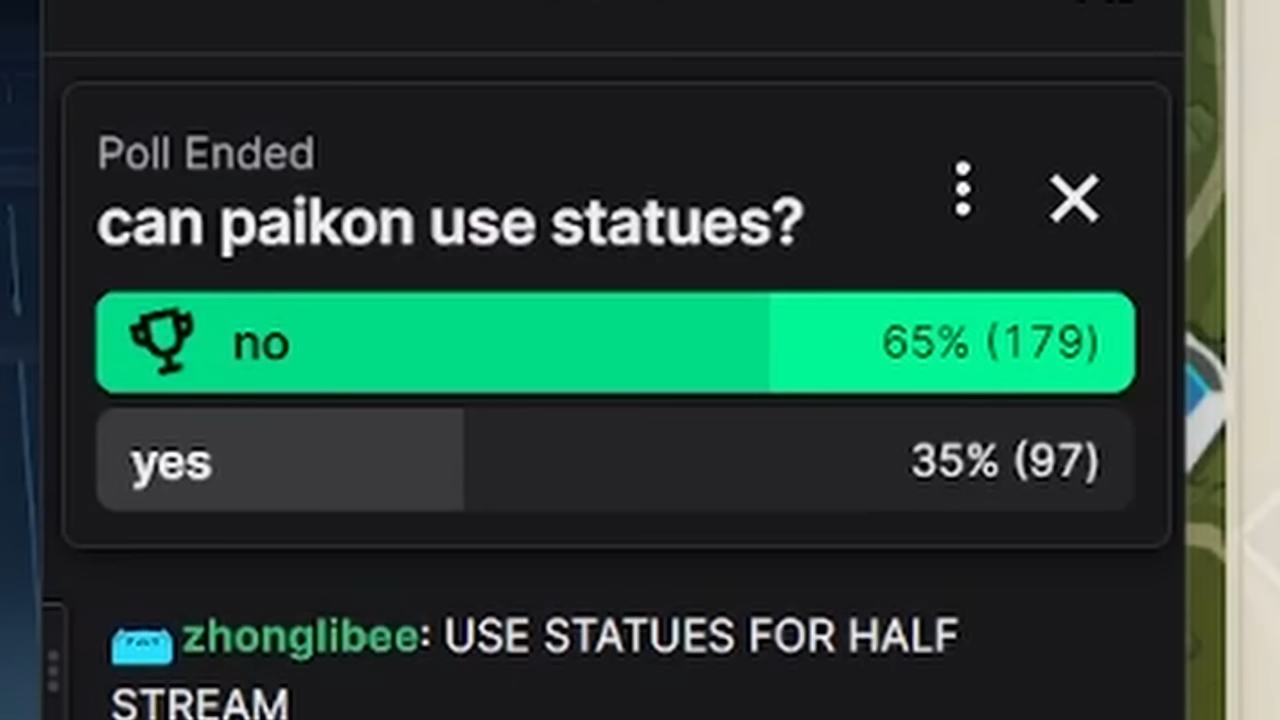 Poll Ended
can paikon use statues?
no 65% (179)
yes 35% (97)
zhonglibee: USE STATUES FOR HALF
STREAM